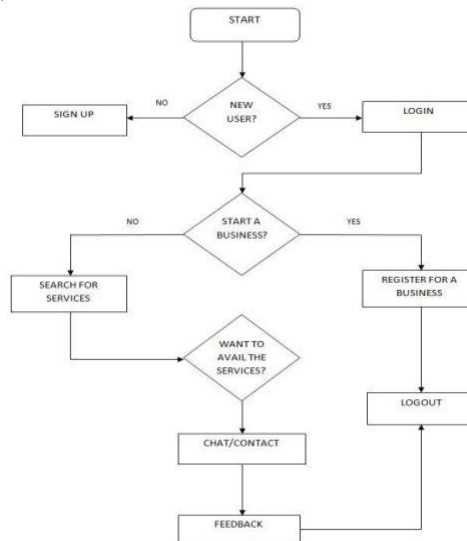 START
NEW
USER?
NO
YES
SIGN UP
LOGIN
START A
BUSINESS?
NO
YES
SEARCH FOR
SERVICES
REGISTER FOR A
BUSINESS
WANT TO
AVAIL THE
SERVICES?
LOGOUT
CHAT/CONTACT
FEEDBACK